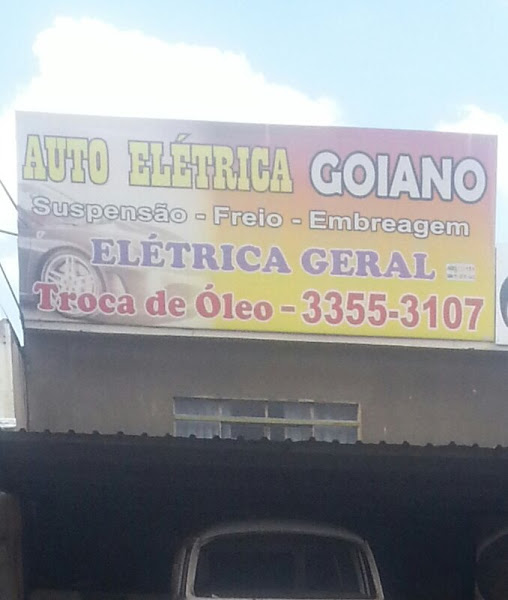 AUTO ELÉTRICA GOIANO
Suspensão - Freio - Embreagem
ELÉTRICA GERAL
Troca de Óleo - 3355-3107